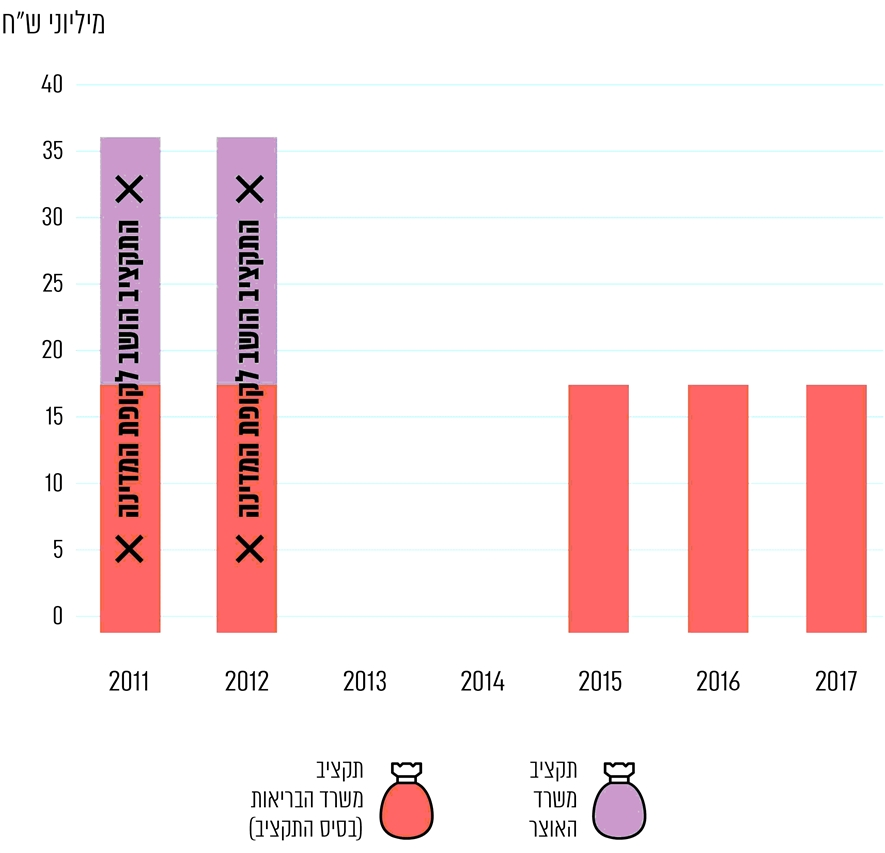 מיליוני ש"ח
40
35
30
25
20
15
10
5
0
התקציב הושב לקופת המדינה
התקציב הושב לקופת המדינה
2011 2012 2013 2014 2015 2016 2017
תקציב
משרד הבריאות
(בסיס התקציב)
תקציב
משרד
האוצר